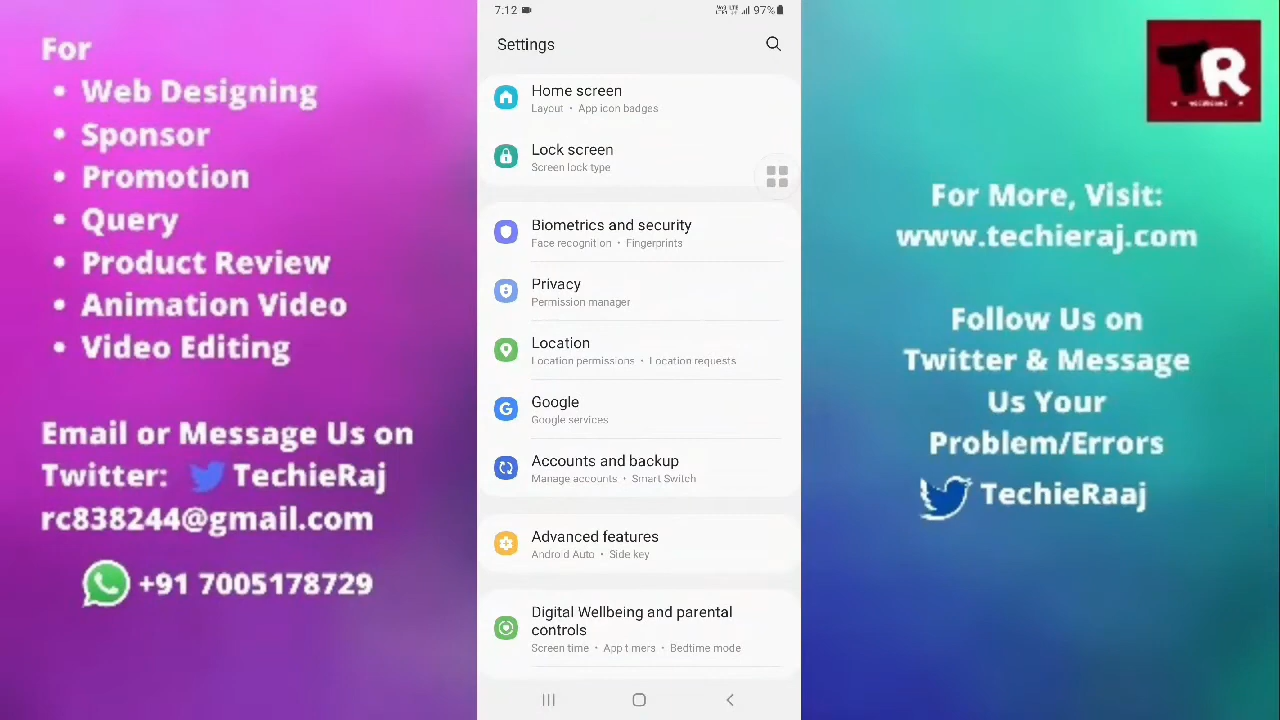 For
• Web Designing
• Sponsor
• Promotion
• Query
• Product Review
• Animation Video
• Video Editing
Email or Message Us on
Twitter: TechieRaj
rc838244@gmail.com
+91 7005178729
7:12
97%
Settings
Home screen
Layout • App icon badges
Lock screen
Screen lock type
Biometrics and security
Face recognition • Fingerprints
Privacy
Permission manager
Location
Location permissions • Location requests
Google
Google services
Accounts and backup
Manage accounts • Smart Switch
Advanced features
Android Auto • Side key
Digital Wellbeing and parental
controls
Screen time • App timers • Bedtime mode
TR
For More, Visit:
www.techieraj.com
Follow Us on
Twitter & Message
Us Your
Problem/Errors
TechieRaaj